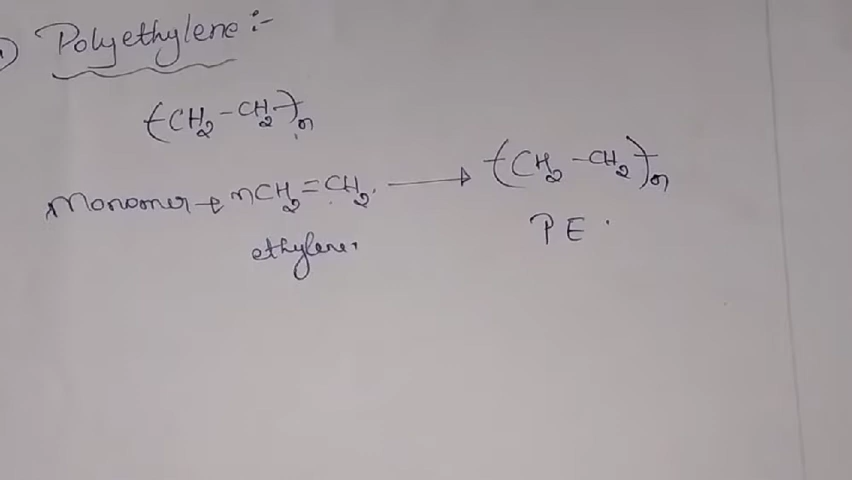 Polyethylene :-
(CH2-CH2)n
Monomer → nCH2=CH2. → (CH2-CH2)n
ethylene. PE.